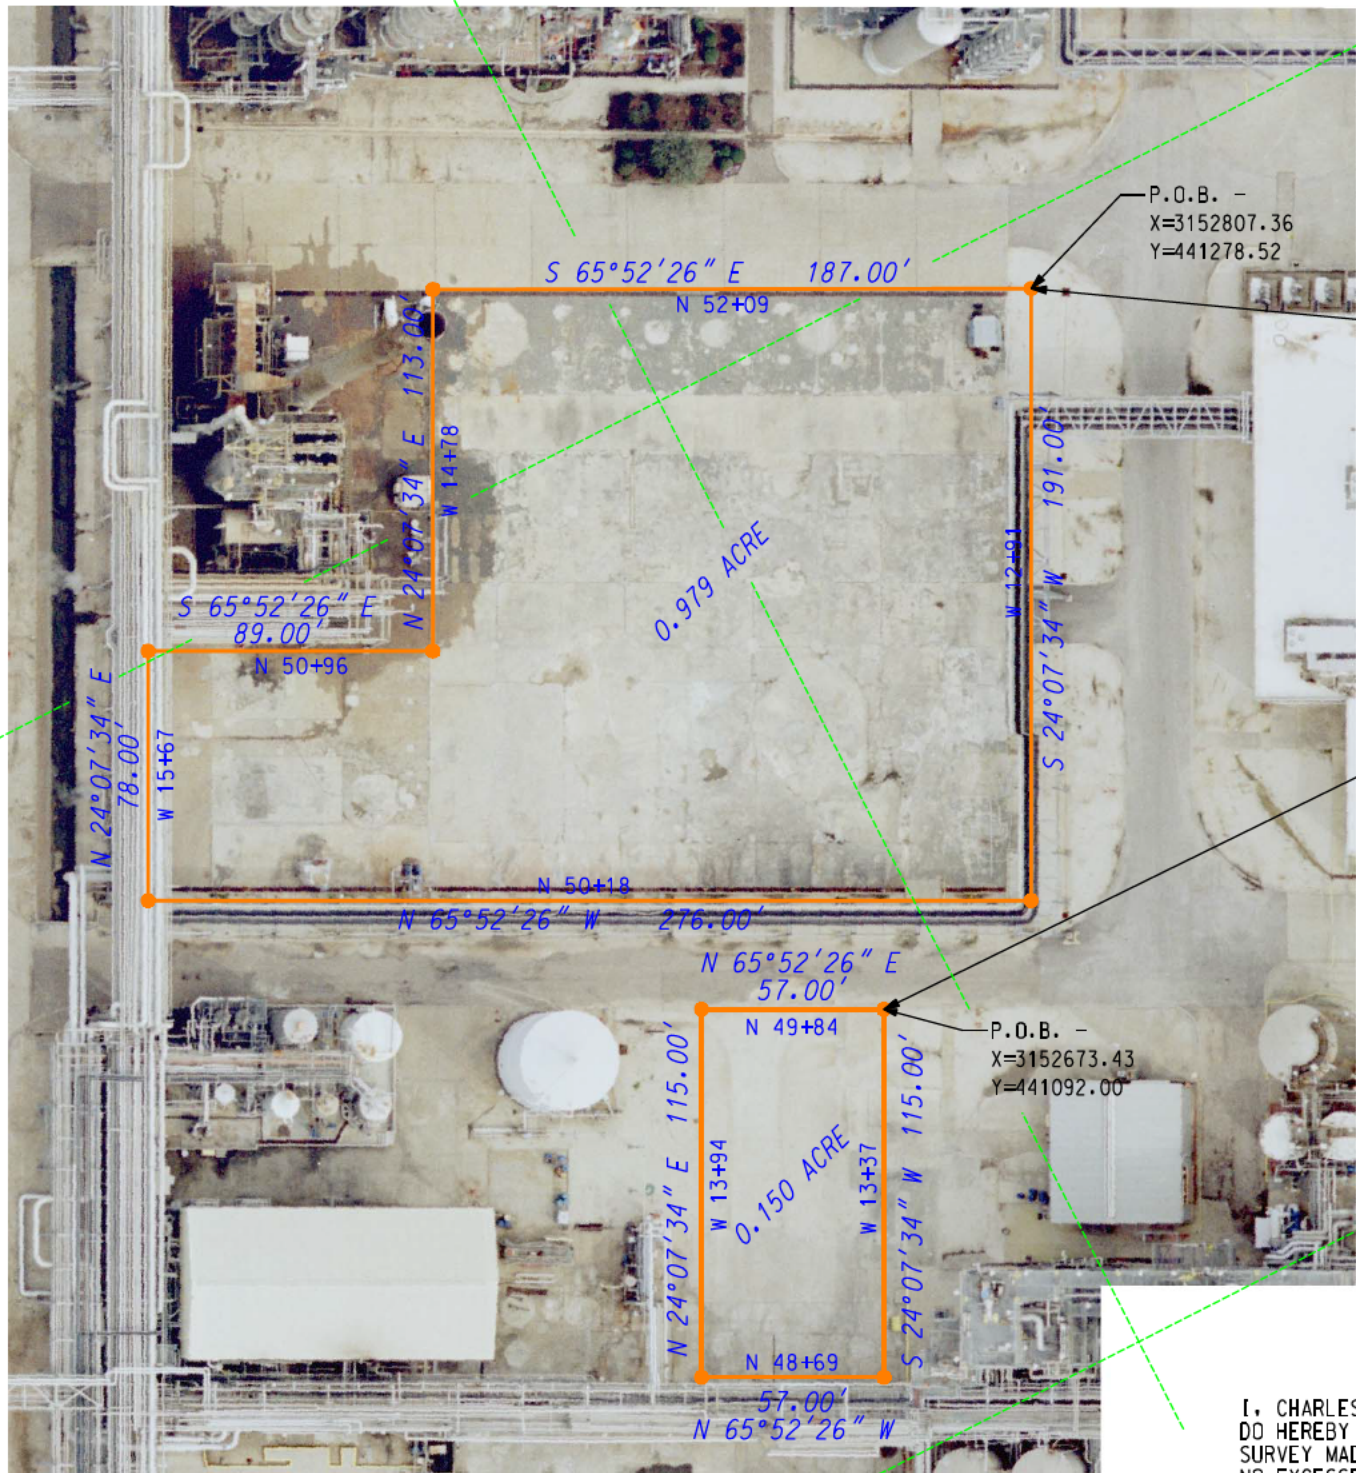 P.O.B. -
X=3152807.36
Y=441278.52
S 65°52'26" E 187.00'
N 52+09
N 24°07'34" E 113.00'
W 14+78
S 24°07'34" W 191.00'
W 12+91
0.979 ACRE
S 65°52'26" E
89.00'
N 50+96
N 24°07'34" E
78.00'
W 15+67
N 50+18
N 65°52'26" W 276.00'
N 65°52'26" E
57.00'
N 49+84
P.O.B. -
X=3152673.43
Y=441092.00
N 24°07'34" E 115.00'
W 13+94
0.150 ACRE
W 13+37
S 24°07'34" W 115.00'
N 48+69
57.00'
N 65°52'26" W
I, CHARLES
DO HEREBY
SURVEY MAD